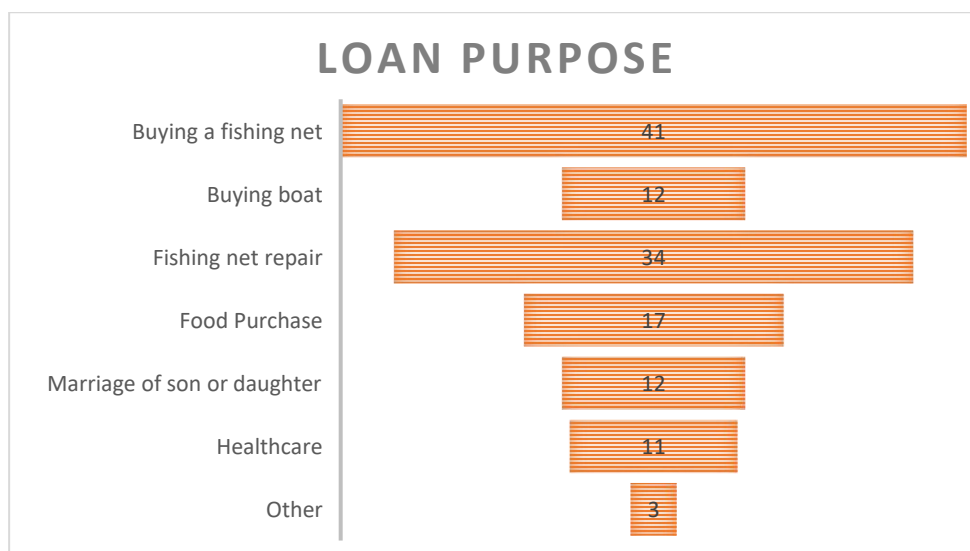 LOAN PURPOSE
Buying a fishing net 41
Buying boat 12
Fishing net repair 34
Food Purchase 17
Marriage of son or daughter 12
Healthcare 11
Other 3